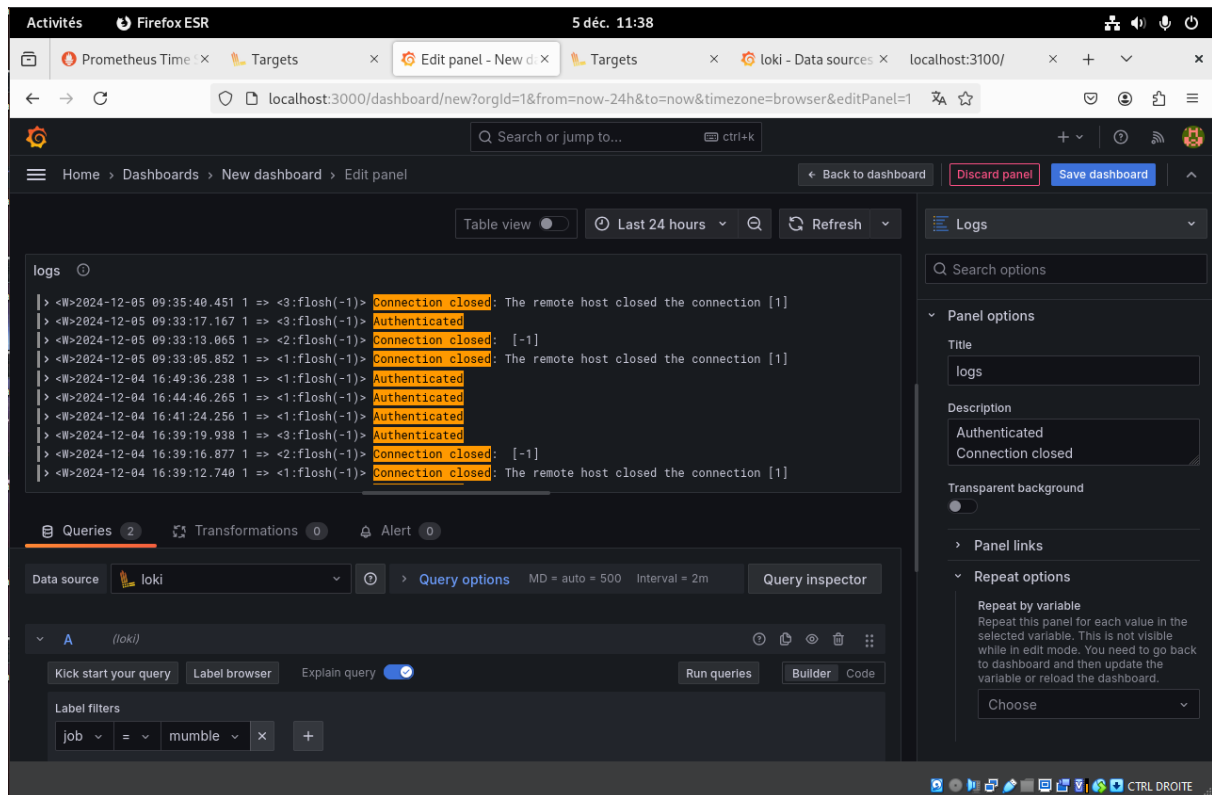 Activités Firefox ESR 5 déc. 11:38
Prometheus Time S Targets Edit panel - New d Targets loki - Data sources localhost:3100/
localhost:3000/dashboard/new?orgId=1&from=now-24h&to=now&timezone=browser&editPanel=1
Search or jump to... ctrl+k
Home › Dashboards › New dashboard › Edit panel
Back to dashboard Discard panel Save dashboard
Table view Last 24 hours Refresh
logs
> <W>2024-12-05 09:35:40.451 1 => <3:flosh(-1)> Connection closed: The remote host closed the connection [1]
> <W>2024-12-05 09:33:17.167 1 => <3:flosh(-1)> Authenticated
> <W>2024-12-05 09:33:13.065 1 => <2:flosh(-1)> Connection closed: [-1]
> <W>2024-12-05 09:33:05.852 1 => <1:flosh(-1)> Connection closed: The remote host closed the connection [1]
> <W>2024-12-04 16:49:36.238 1 => <1:flosh(-1)> Authenticated
> <W>2024-12-04 16:44:46.265 1 => <1:flosh(-1)> Authenticated
> <W>2024-12-04 16:41:24.256 1 => <1:flosh(-1)> Authenticated
> <W>2024-12-04 16:39:19.938 1 => <3:flosh(-1)> Authenticated
> <W>2024-12-04 16:39:16.877 1 => <2:flosh(-1)> Connection closed: [-1]
> <W>2024-12-04 16:39:12.740 1 => <1:flosh(-1)> Connection closed: The remote host closed the connection [1]
Queries 2 Transformations 0 Alert 0
Data source loki Query options MD = auto = 500 Interval = 2m Query inspector
A (loki)
Kick start your query Label browser Explain query Run queries Builder Code
Label filters
job = mumble × +
Logs
Search options
Panel options
Title
logs
Description
Authenticated
Connection closed
Transparent background
Panel links
Repeat options
Repeat by variable
Repeat this panel for each value in the
selected variable. This is not visible
while in edit mode. You need to go back
to dashboard and then update the
variable or reload the dashboard.
Choose
CTRL DROITE